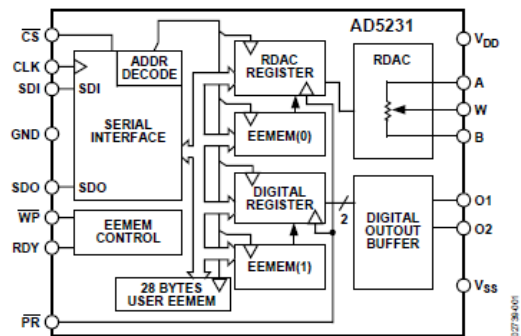 AD5231
CS
CLK
SDI
GND
SDO
WP
RDY
PR
SDI
ADDR
DECODE
SERIAL
INTERFACE
SDO
EEMEM
CONTROL
28 BYTES
USER EEMEM
RDAC
REGISTER
EEMEM(0)
DIGITAL
REGISTER
EEMEM(1)
2
RDAC
DIGITAL
OUTOUT
BUFFER
VDD
A
W
B
O1
O2
VSS
02739-001